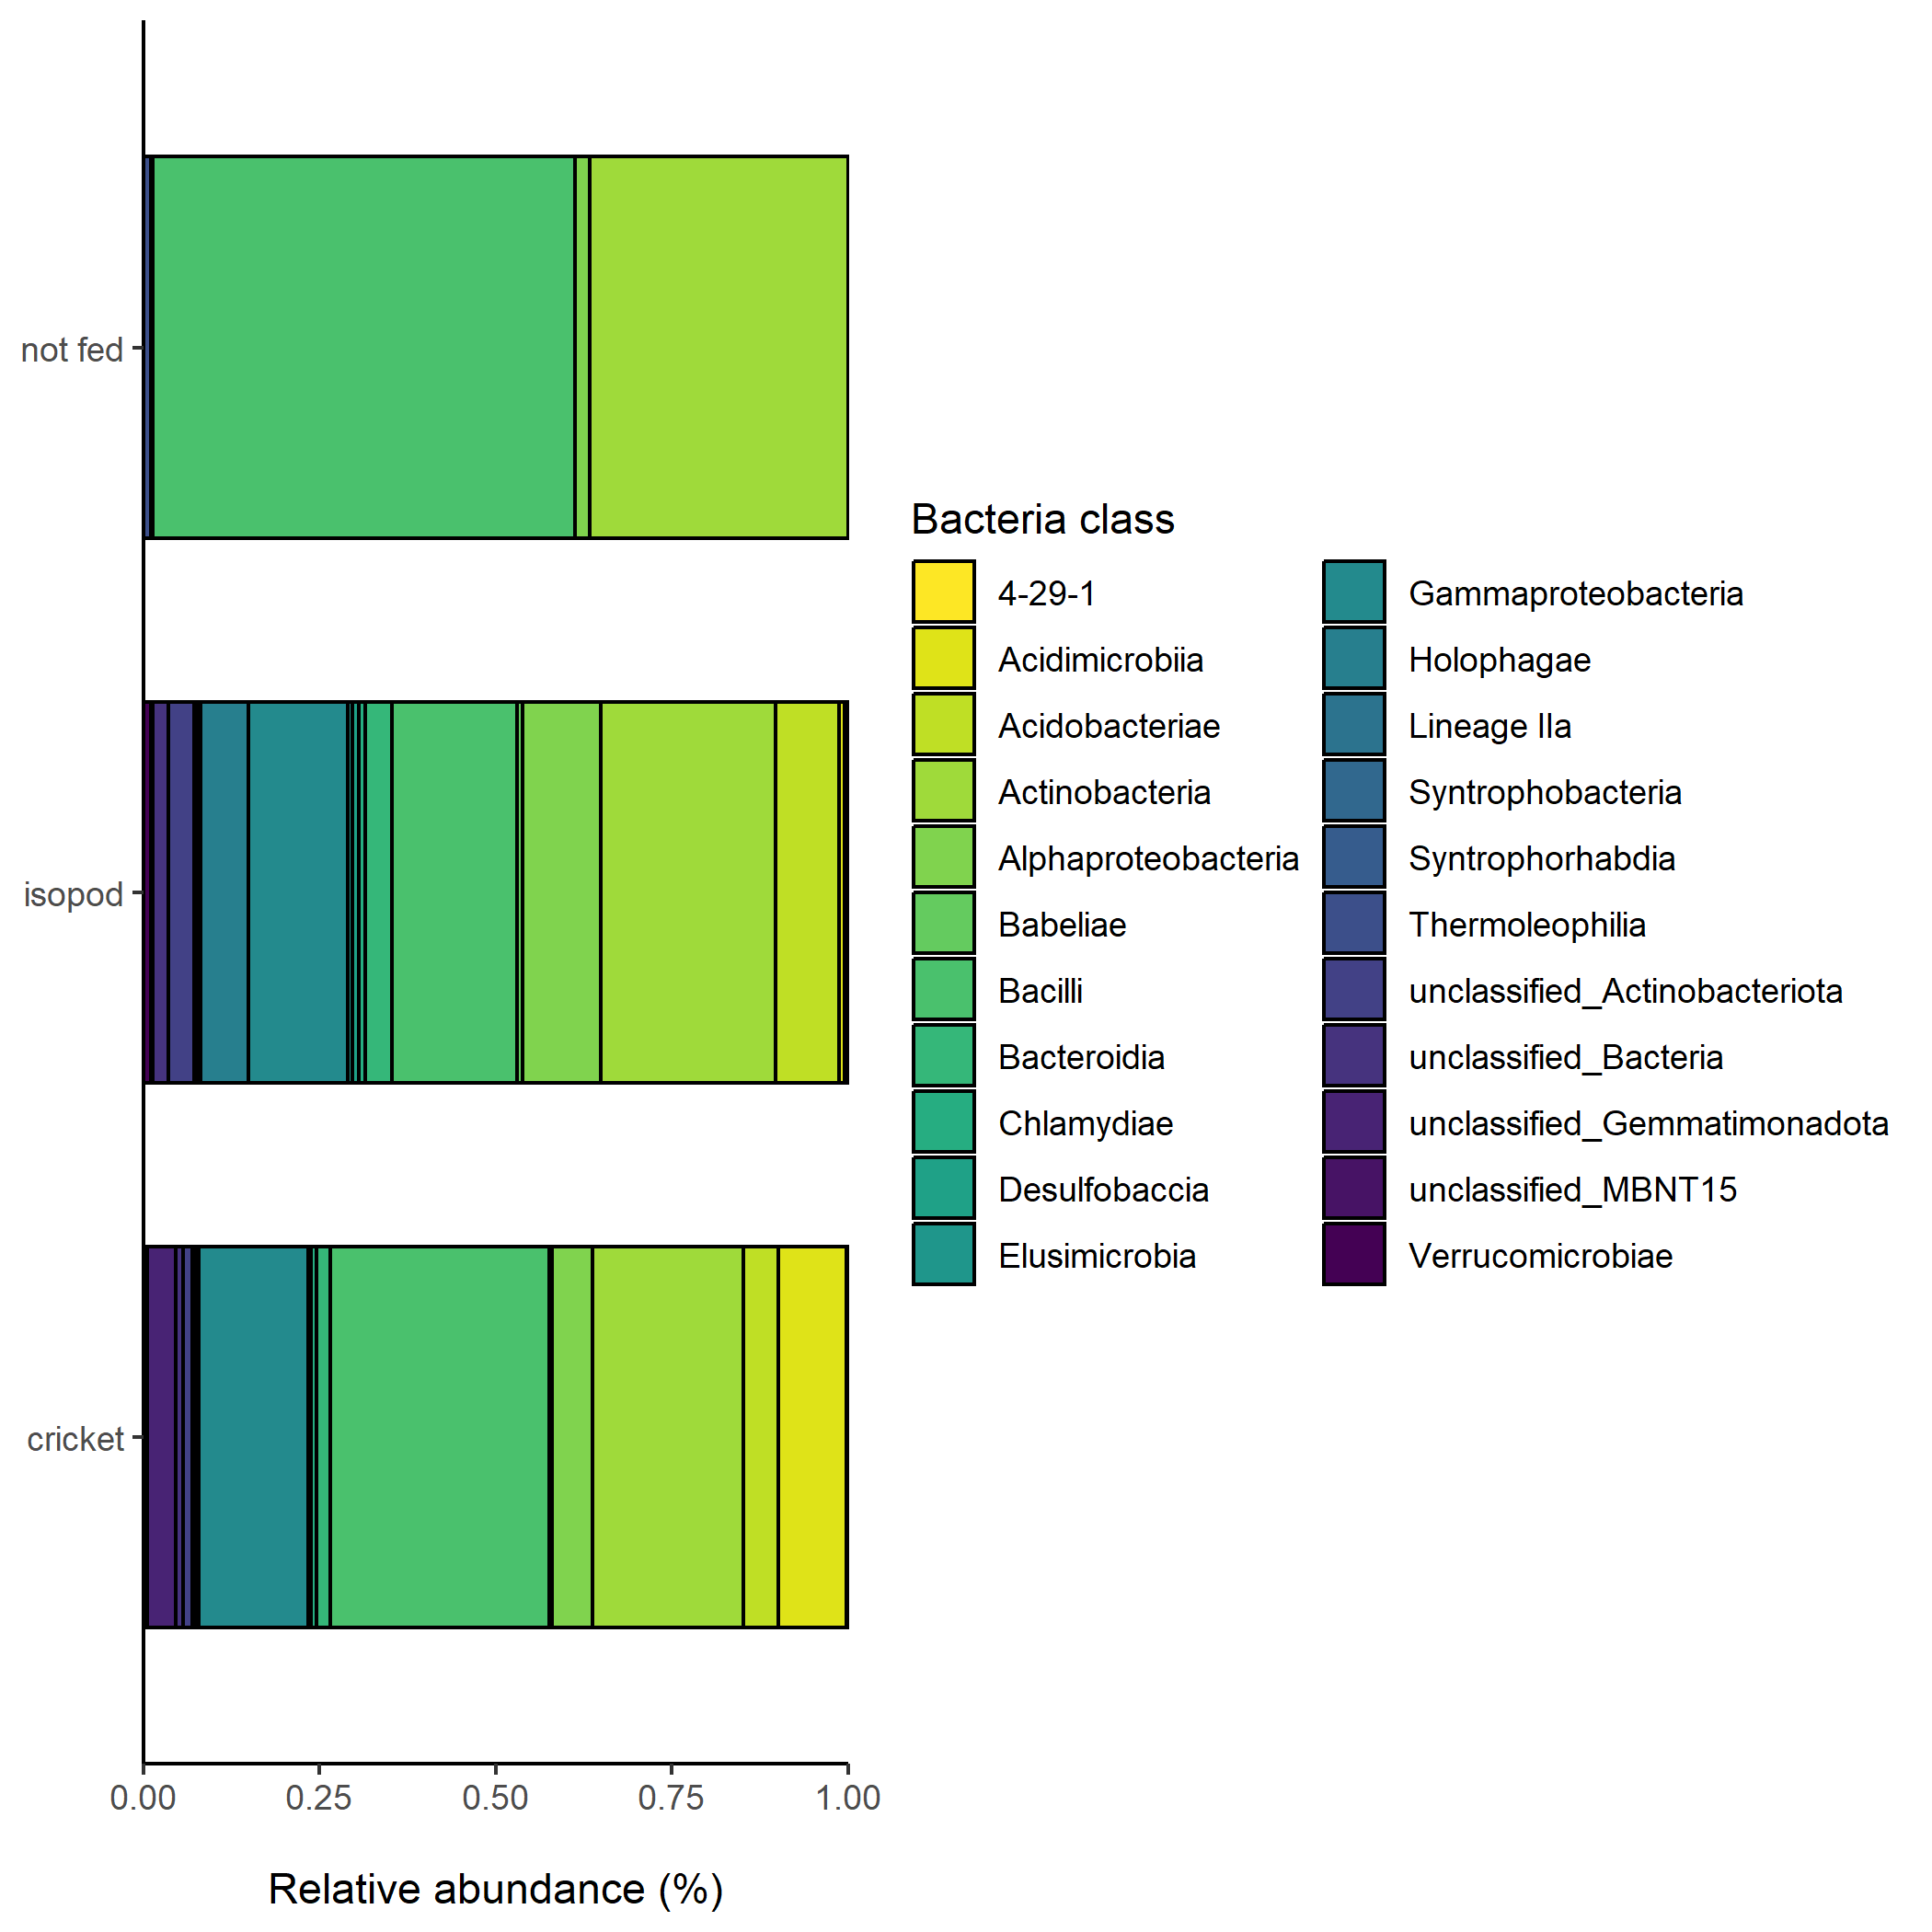 not fed
isopod
cricket
0.00 0.25 0.50 0.75 1.00
Relative abundance (%)
Bacteria class
4-29-1
Acidimicrobiia
Acidobacteriae
Actinobacteria
Alphaproteobacteria
Babeliae
Bacilli
Bacteroidia
Chlamydiae
Desulfobaccia
Elusimicrobia
Gammaproteobacteria
Holophagae
Lineage IIa
Syntrophobacteria
Syntrophorhabdia
Thermoleophilia
unclassified_Actinobacteriota
unclassified_Bacteria
unclassified_Gemmatimonadota
unclassified_MBNT15
Verrucomicrobiae